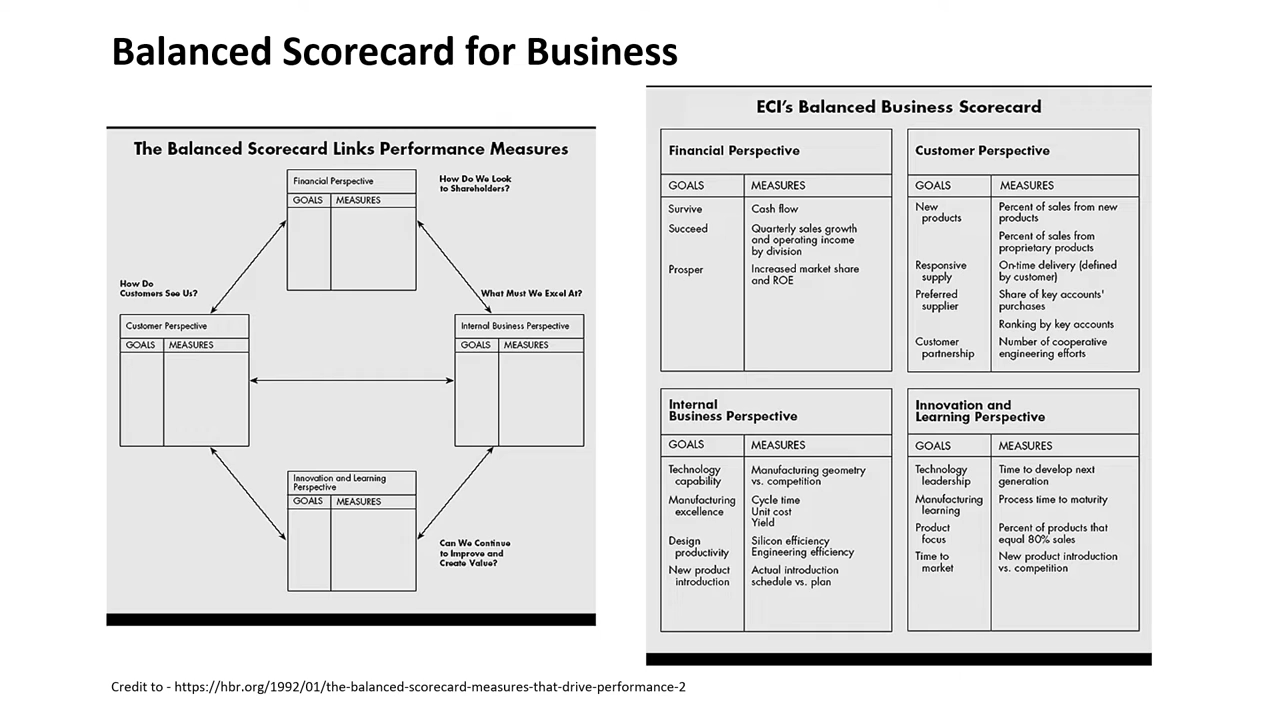 Balanced Scorecard for Business
The Balanced Scorecard Links Performance Measures
Financial Perspective
GOALS MEASURES
How Do We Look
to Shareholders?
How Do
Customers See Us?
What Must We Excel At?
Customer Perspective
GOALS MEASURES
Internal Business Perspective
GOALS MEASURES
Innovation and Learning
Perspective
GOALS MEASURES
Can We Continue
to Improve and
Create Value?
ECI's Balanced Business Scorecard
Financial Perspective
GOALS MEASURES
Survive Cash flow
Succeed Quarterly sales growth
and operating income
by division
Prosper Increased market share
and ROE
Customer Perspective
GOALS MEASURES
New Percent of sales from new
products products
Percent of sales from
proprietary products
Responsive On-time delivery (defined
supply by customer)
Preferred Share of key accounts'
supplier purchases
Ranking by key accounts
Customer Number of cooperative
partnership engineering efforts
Internal
Business Perspective
GOALS MEASURES
Technology Manufacturing geometry
capability vs. competition
Manufacturing Cycle time
excellence Unit cost
Yield
Design Silicon efficiency
productivity Engineering efficiency
New product Actual introduction
introduction schedule vs. plan
Innovation and
Learning Perspective
GOALS MEASURES
Technology Time to develop next
leadership generation
Manufacturing Process time to maturity
learning
Product Percent of products that
focus equal 80% sales
Time to New product introduction
market vs. competition
Credit to - https://hbr.org/1992/01/the-balanced-scorecard-measures-that-drive-performance-2